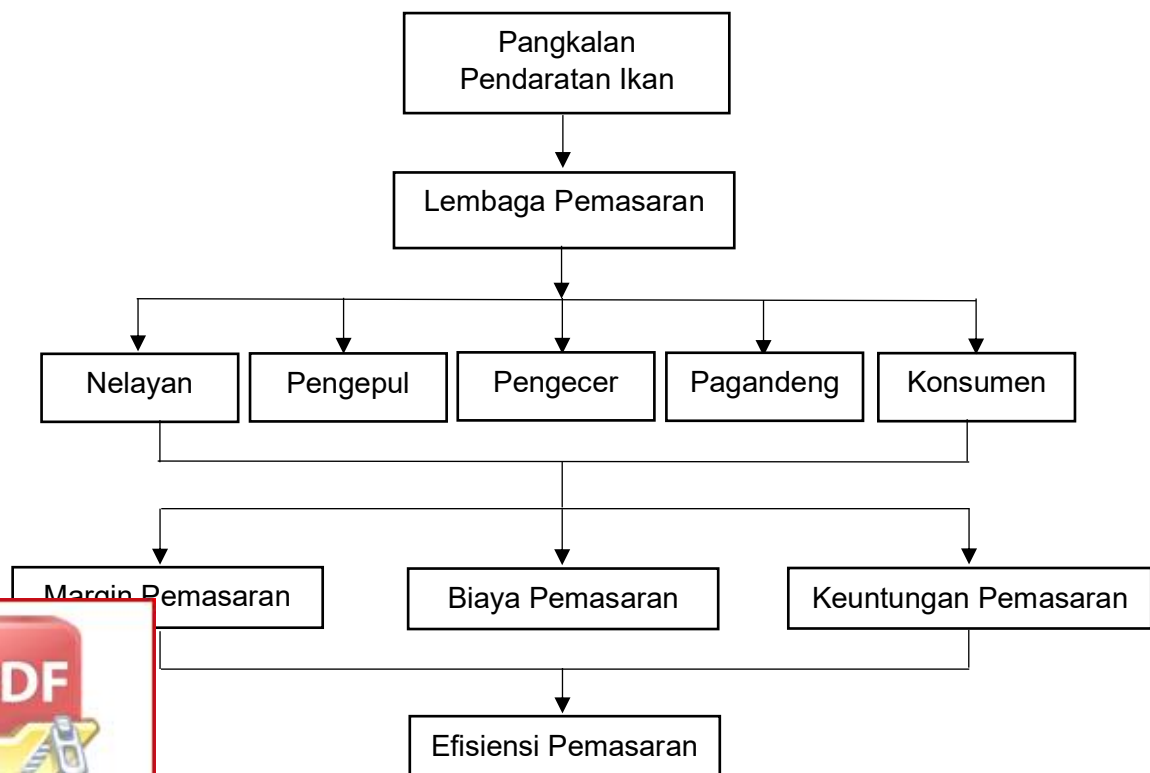 Pangkalan
Pendaratan Ikan
Lembaga Pemasaran
Nelayan
Pengepul
Pengecer
Pagandeng
Konsumen
Margin Pemasaran
Biaya Pemasaran
Keuntungan Pemasaran
DF
Efisiensi Pemasaran